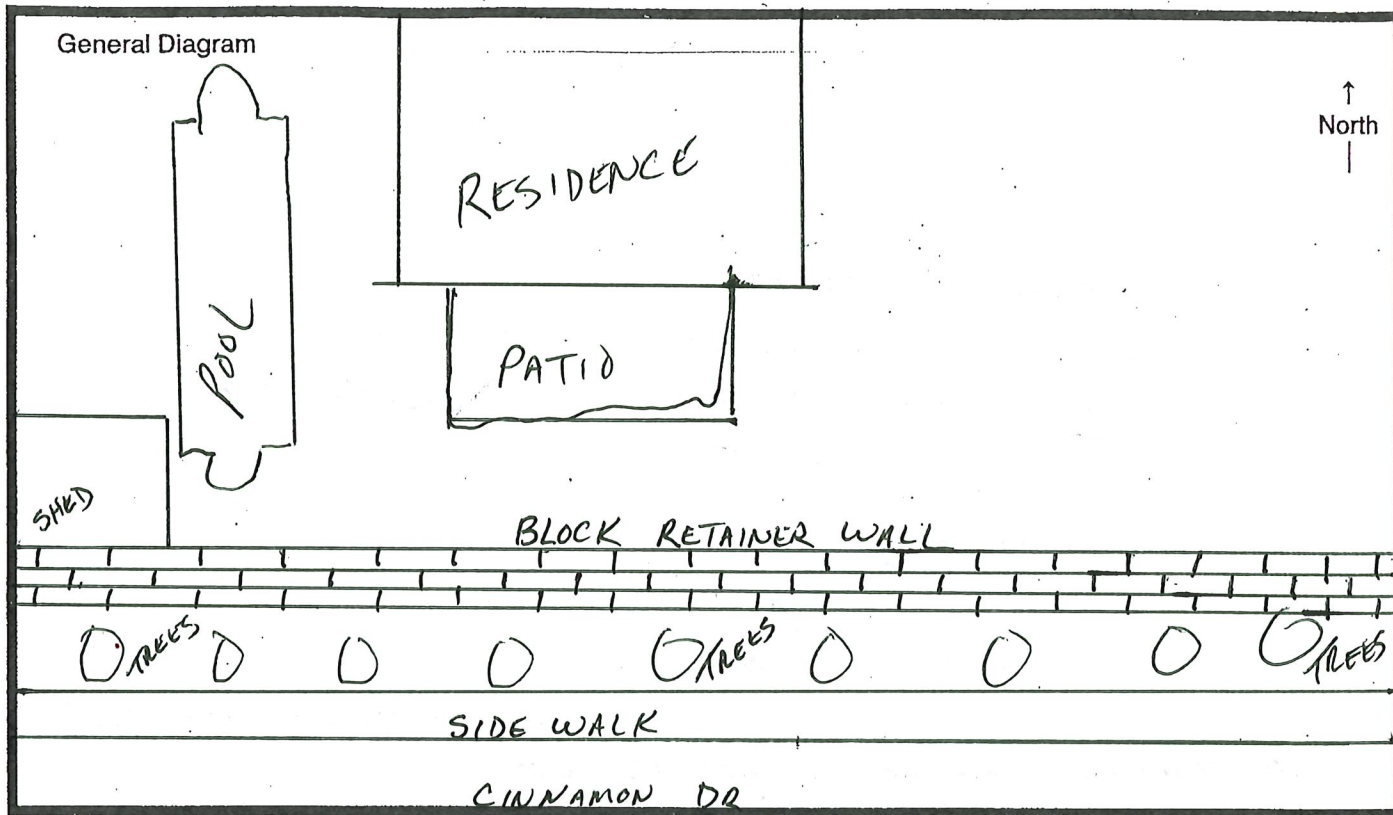 General Diagram
↑
North
RESIDENCE
POOL
PATIO
SHED
BLOCK RETAINER WALL
TREES
TREES
TREES
SIDE WALK
CINNAMON DR